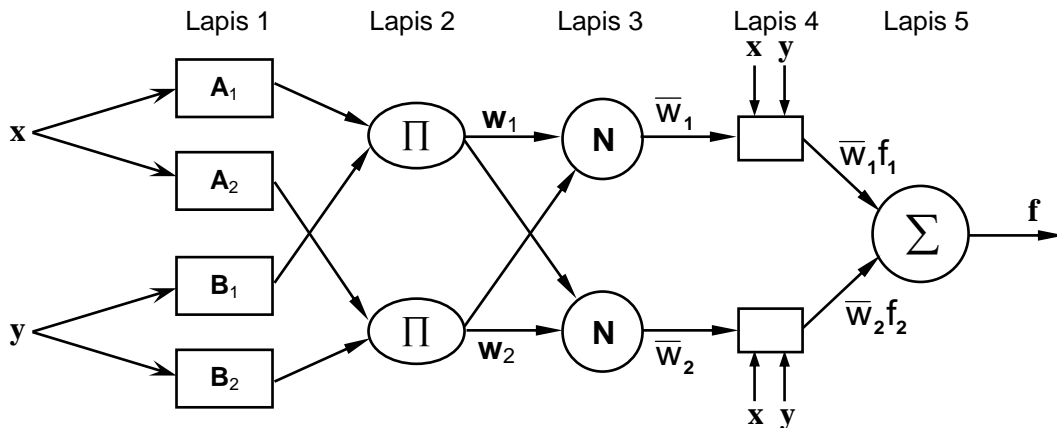 Lapis 1 Lapis 2 Lapis 3 Lapis 4 Lapis 5
x y
A₁
w₁ w̅₁
x ∏ N
w̅₁f₁
A₂
f
∑
B₁
w̅₂f₂
y ∏ N
w₂ w̅₂
B₂
x y